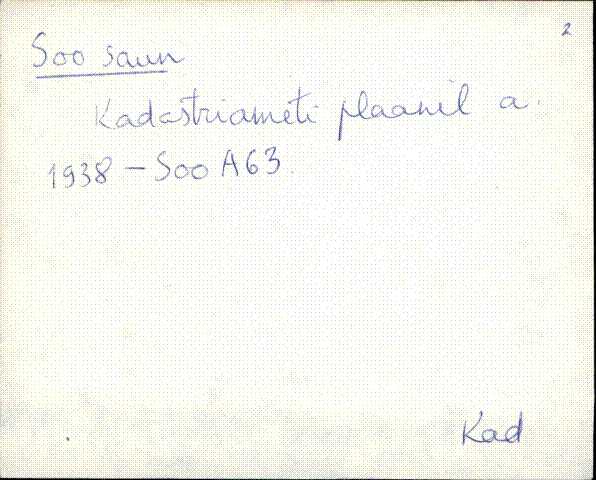 2
Soo saun
Kadastriameti plaanil a.
1938 – Soo A63.
Kad